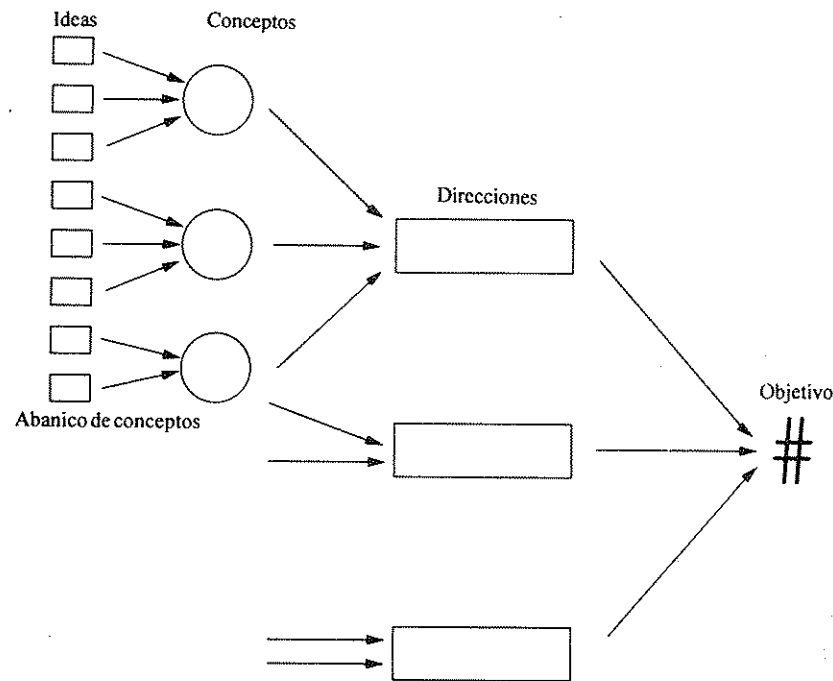 Ideas
Conceptos
Direcciones
Objetivo
Abanico de conceptos
#